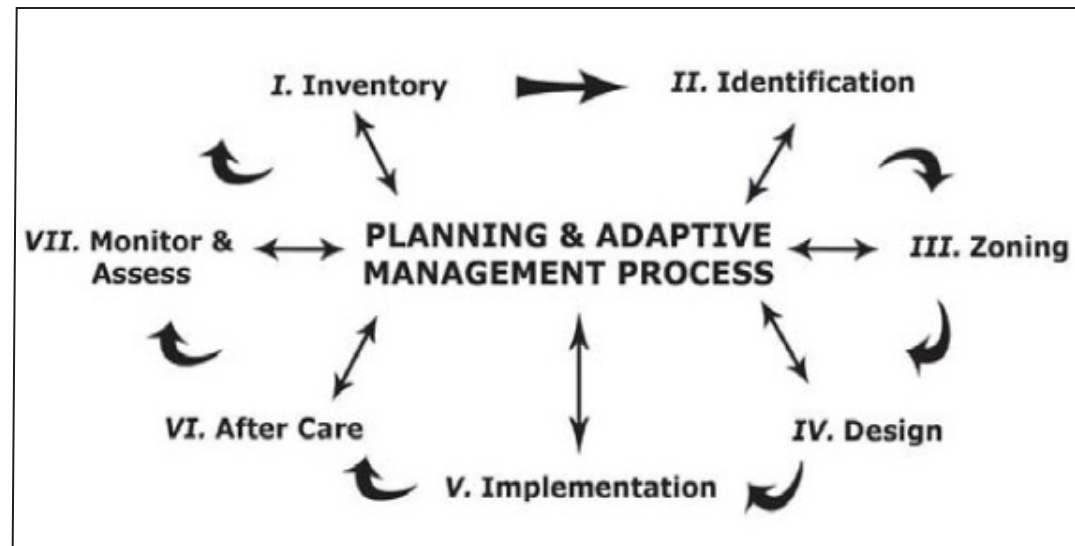 I. Inventory
II. Identification
VII. Monitor &
Assess
PLANNING & ADAPTIVE
MANAGEMENT PROCESS
III. Zoning
VI. After Care
IV. Design
V. Implementation